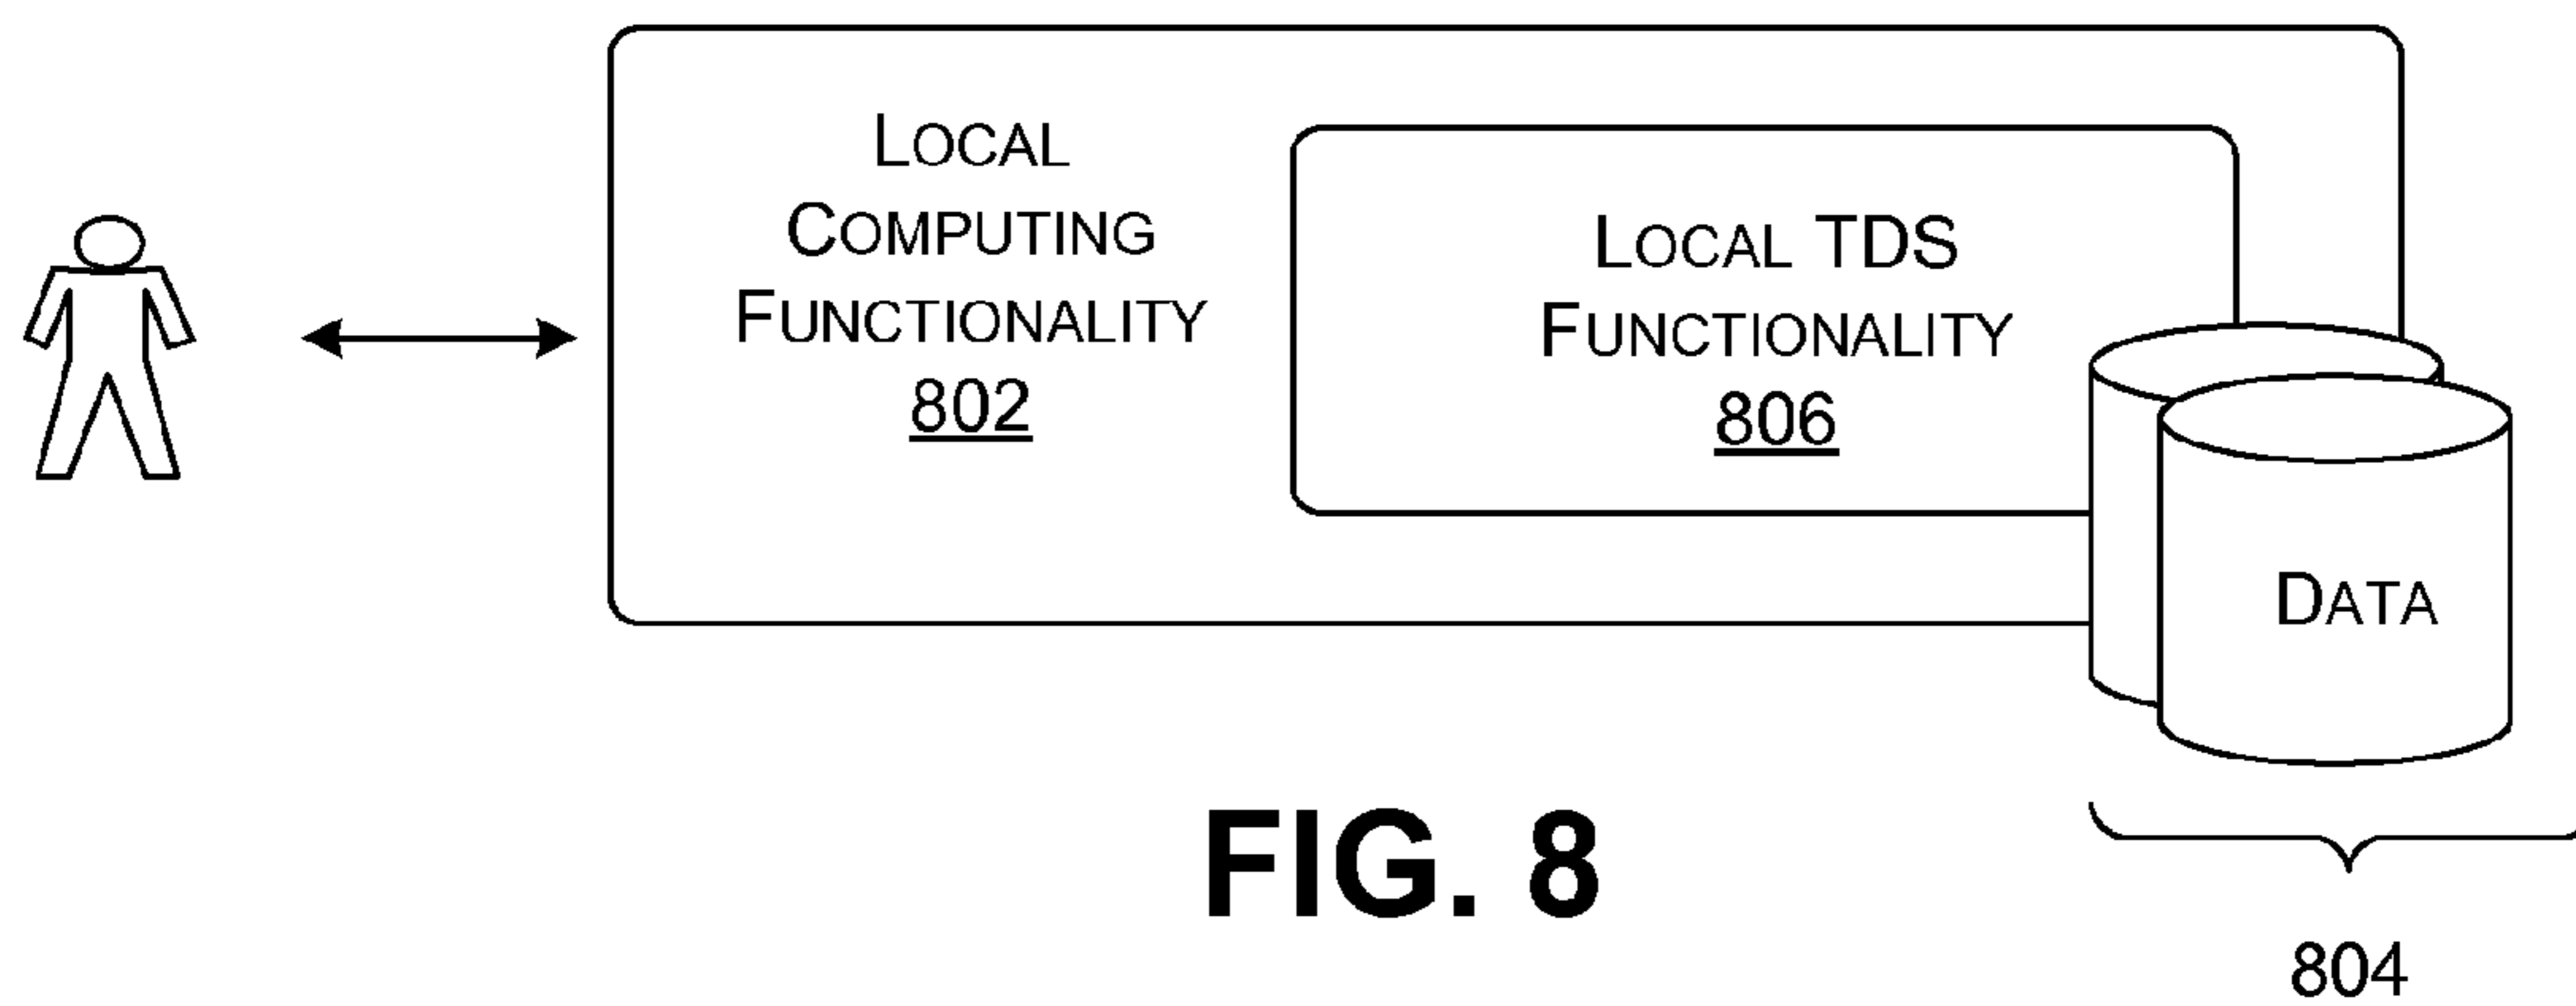 LOCAL
COMPUTING
FUNCTIONALITY
802
LOCAL TDS
FUNCTIONALITY
806
DATA
804
FIG. 8